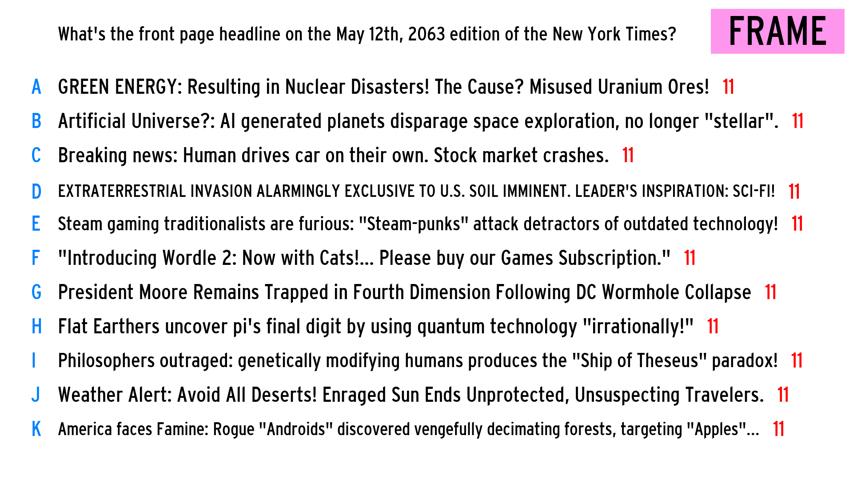 What's the front page headline on the May 12th, 2063 edition of the New York Times?
FRAME
A GREEN ENERGY: Resulting in Nuclear Disasters! The Cause? Misused Uranium Ores! 11
B Artificial Universe?: AI generated planets disparage space exploration, no longer "stellar". 11
C Breaking news: Human drives car on their own. Stock market crashes. 11
D EXTRATERRESTRIAL INVASION ALARMINGLY EXCLUSIVE TO U.S. SOIL IMMINENT. LEADER'S INSPIRATION: SCI-FI! 11
E Steam gaming traditionalists are furious: "Steam-punks" attack detractors of outdated technology! 11
F "Introducing Wordle 2: Now with Cats!... Please buy our Games Subscription." 11
G President Moore Remains Trapped in Fourth Dimension Following DC Wormhole Collapse 11
H Flat Earthers uncover pi's final digit by using quantum technology "irrationally!" 11
I Philosophers outraged: genetically modifying humans produces the "Ship of Theseus" paradox! 11
J Weather Alert: Avoid All Deserts! Enraged Sun Ends Unprotected, Unsuspecting Travelers. 11
K America faces Famine: Rogue "Androids" discovered vengefully decimating forests, targeting "Apples"... 11